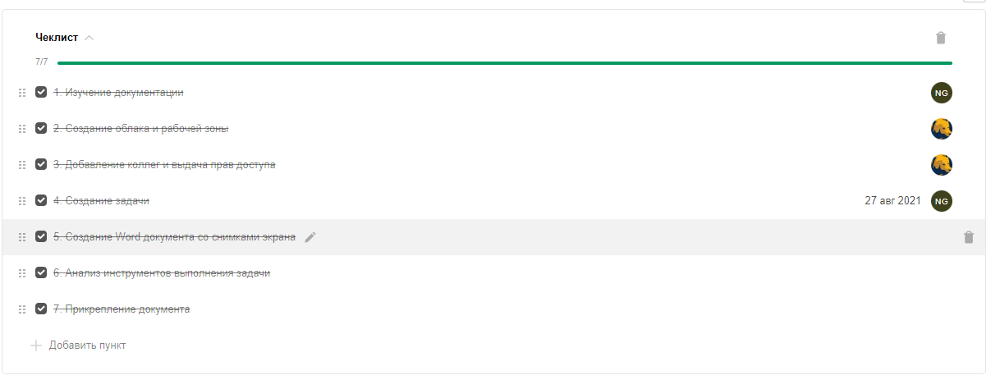 Чеклист
7/7
1. Изучение документации
NG
2. Создание облака и рабочей зоны
3. Добавление коллег и выдача прав доступа
4. Создание задачи 27 авг 2021 NG
5. Создание Word документа со снимками экрана
6. Анализ инструментов выполнения задачи
7. Прикрепление документа
Добавить пункт